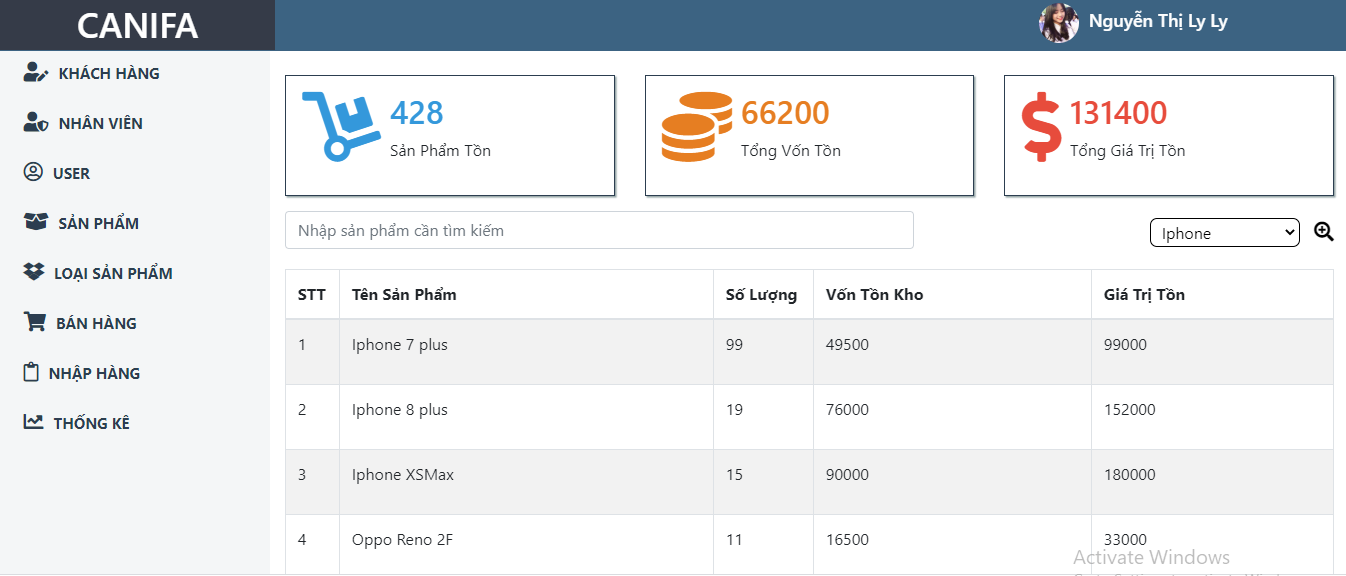 CANIFA
Nguyễn Thị Ly Ly
KHÁCH HÀNG
NHÂN VIÊN
USER
SẢN PHẨM
LOẠI SẢN PHẨM
BÁN HÀNG
NHẬP HÀNG
THỐNG KÊ
428
Sản Phẩm Tồn
66200
Tổng Vốn Tồn
131400
Tổng Giá Trị Tồn
Nhập sản phẩm cần tìm kiếm
Iphone
STT Tên Sản Phẩm Số Lượng Vốn Tồn Kho Giá Trị Tồn
1 Iphone 7 plus 99 49500 99000
2 Iphone 8 plus 19 76000 152000
3 Iphone XSMax 15 90000 180000
4 Oppo Reno 2F 11 16500 33000
Activate Windows